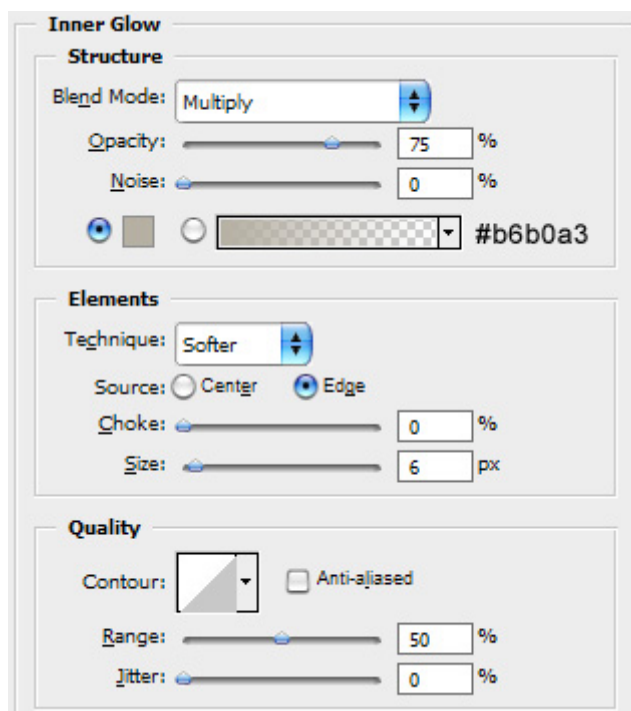 Inner Glow
Structure
Blend Mode: Multiply
Opacity: 75 %
Noise: 0 %
#b6b0a3
Elements
Technique: Softer
Source: Center Edge
Choke: 0 %
Size: 6 px
Quality
Contour: Anti-aliased
Range: 50 %
Jitter: 0 %